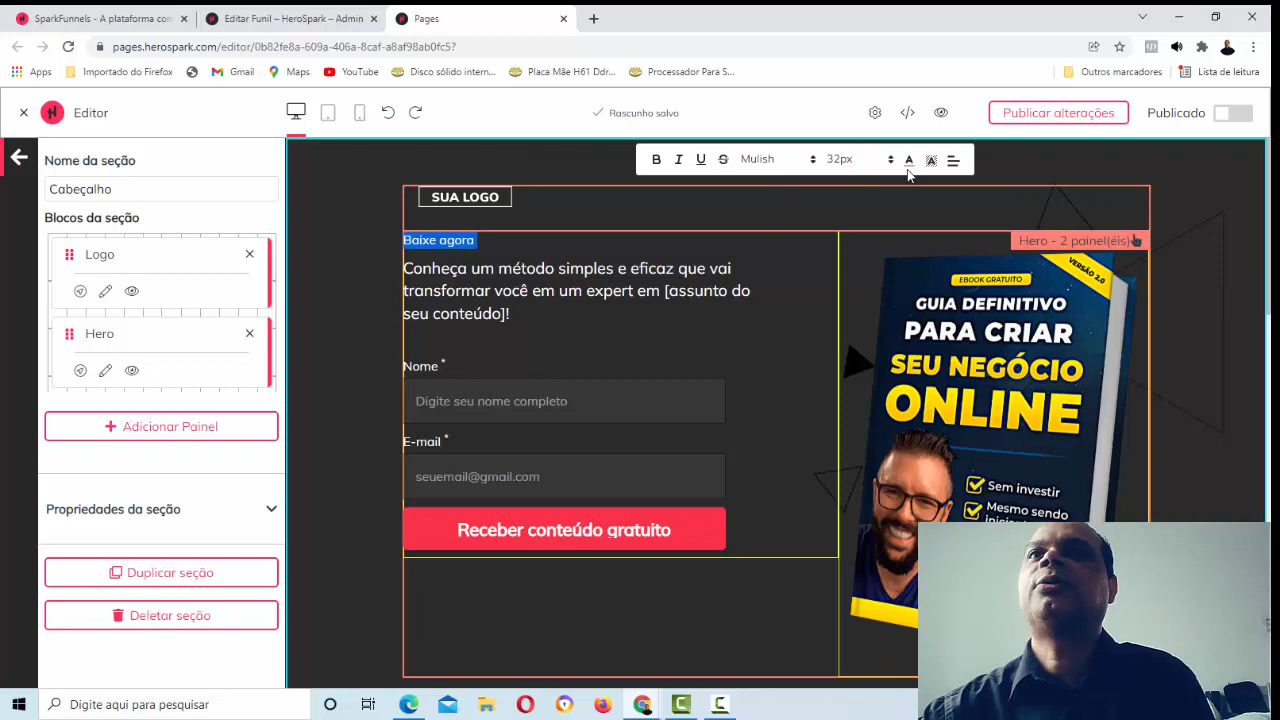 SparkFunnels - A plataforma con
Editar Funil – HeroSpark – Admin
Pages
pages.herospark.com/editor/0b82fe8a-609a-406a-8caf-a8af98ab0fc5?
Apps
Importado do Firefox
Gmail
Maps
YouTube
Disco sólido intern...
Placa Mãe H61 Ddr...
Processador Para S...
Outros marcadores
Lista de leitura
Editor
Rascunho salvo
Publicar alterações
Publicado
Nome da seção
Cabeçalho
Blocos da seção
Logo
Hero
Adicionar Painel
Propriedades da seção
Duplicar seção
Deletar seção
B I U S Mulish 32px A A
SUA LOGO
Baixe agora
Hero - 2 painel(éis)
Conheça um método simples e eficaz que vai
transformar você em um expert em [assunto do
seu conteúdo]!
Nome *
Digite seu nome completo
E-mail *
seuemail@gmail.com
Receber conteúdo gratuito
VERSÃO 2.0
EBOOK GRATUITO
GUIA DEFINITIVO
PARA CRIAR
SEU NEGÓCIO
ONLINE
Sem investir
Mesmo sendo
Digite aqui para pesquisar